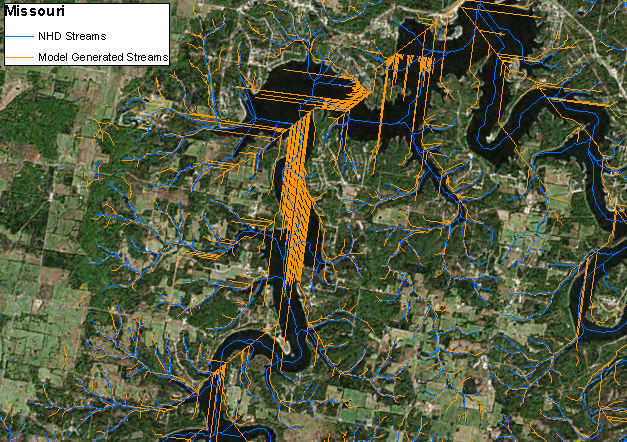 Missouri
NHD Streams
Model Generated Streams